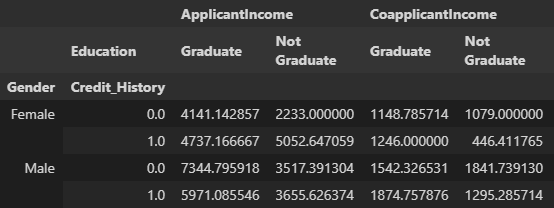 ApplicantIncome CoapplicantIncome
Education Graduate Not Graduate Graduate Not Graduate
Gender Credit_History
Female 0.0 4141.142857 2233.000000 1148.785714 1079.000000
1.0 4737.166667 5052.647059 1246.000000 446.411765
Male 0.0 7344.795918 3517.391304 1542.326531 1841.739130
1.0 5971.085546 3655.626374 1874.757876 1295.285714